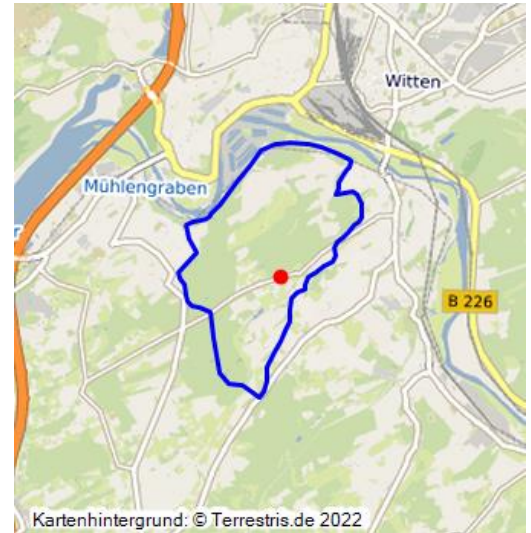 Witten
Mühlengraben
r
B 226
Kartenhintergrund: © Terrestris.de 2022